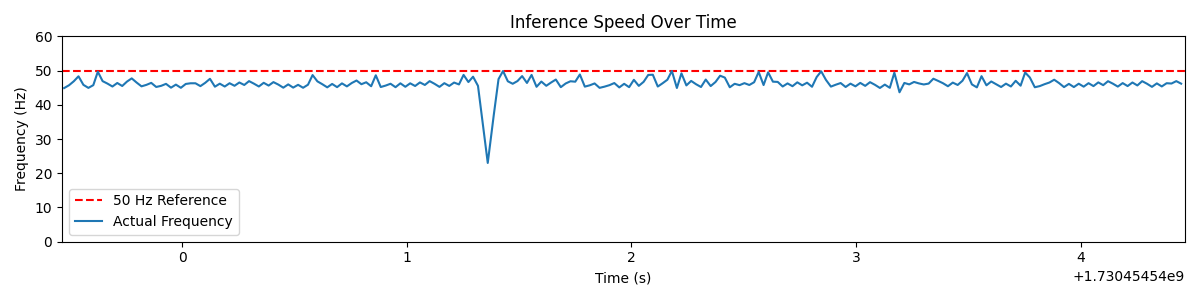 Inference Speed Over Time
Frequency (Hz)
60
50
40
30
20
10
0
50 Hz Reference
Actual Frequency
0 1 2 3 4
Time (s)
+1.73045454e9